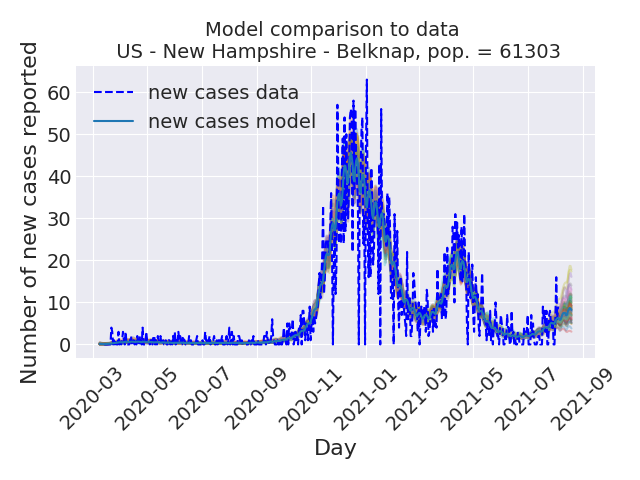 Model comparison to data
US - New Hampshire - Belknap, pop. = 61303
new cases data
new cases model
Number of new cases reported
60
50
40
30
20
10
0
2020-03
2020-05
2020-07
2020-09
2020-11
2021-01
2021-03
2021-05
2021-07
2021-09
Day